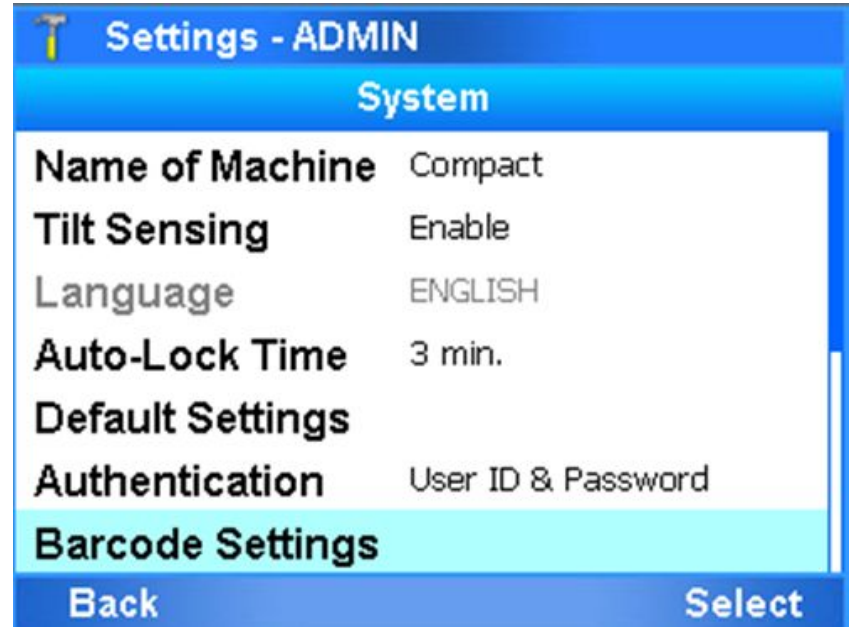 Settings - ADMIN
System
Name of Machine Compact
Tilt Sensing Enable
Language ENGLISH
Auto-Lock Time 3 min.
Default Settings
Authentication User ID & Password
Barcode Settings
Back Select